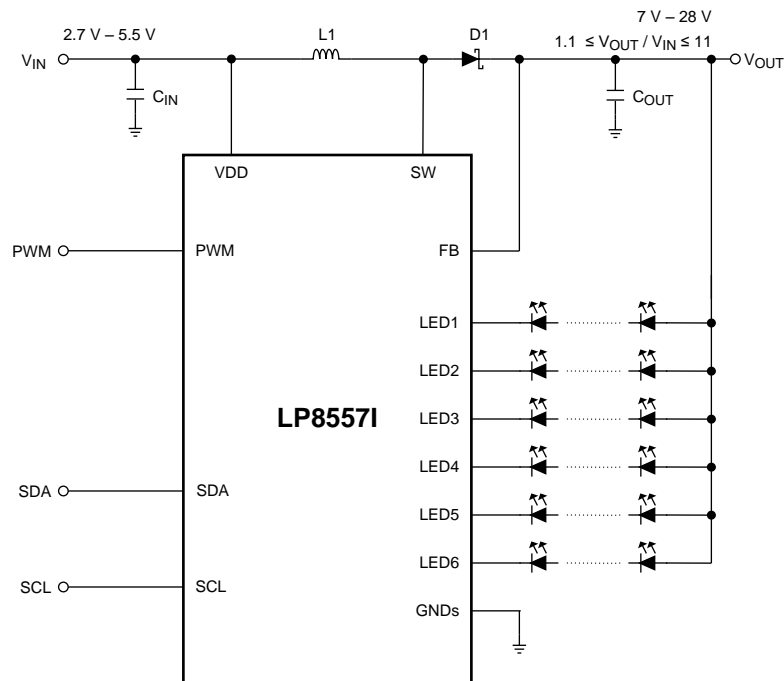 7 V – 28 V
2.7 V – 5.5 V
L1
D1
1.1 ≤ VOUT / VIN ≤ 11
VIN
VOUT
CIN
COUT
VDD
SW
PWM
PWM
FB
LED1
LED2
LED3
LP8557I
LED4
SDA
SDA
LED5
LED6
SCL
SCL
GNDs